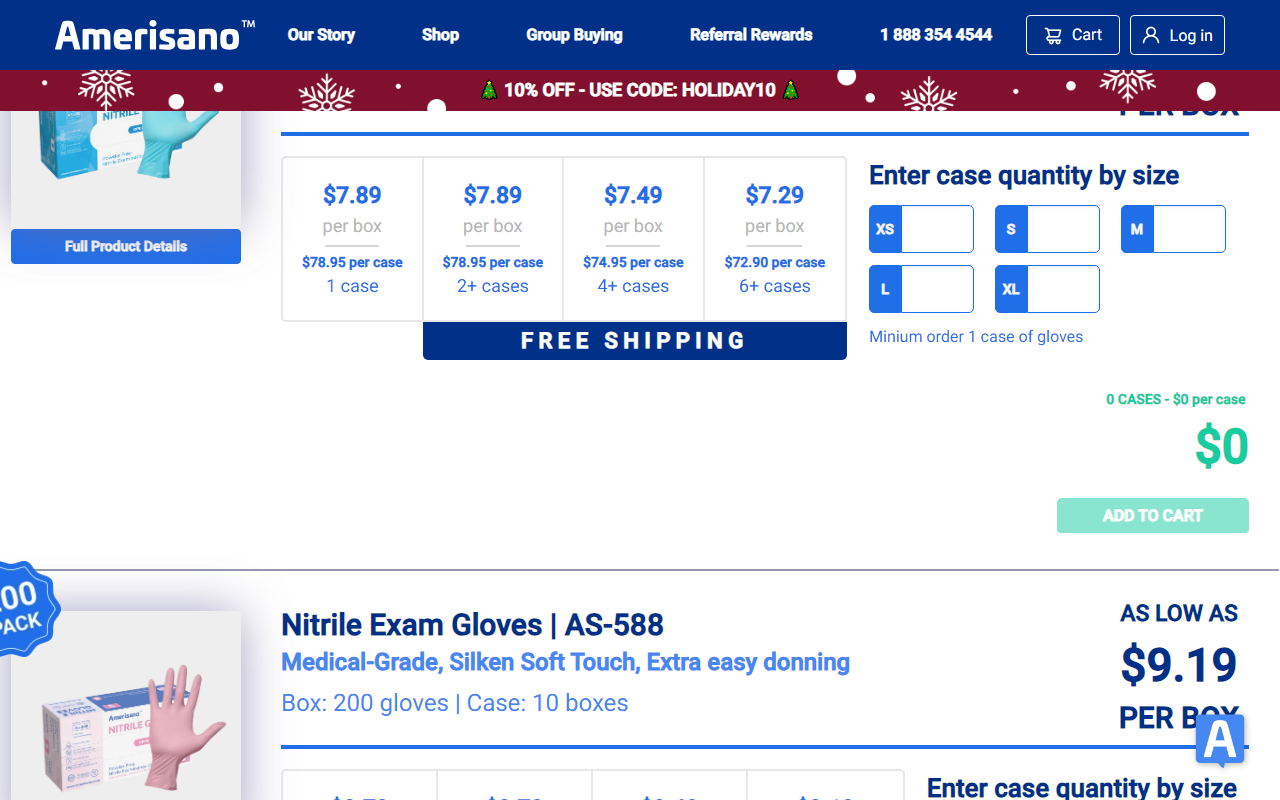 Amerisano™
Our Story
Shop
Group Buying
Referral Rewards
1 888 354 4544
Cart
Log in
10% OFF - USE CODE: HOLIDAY10
PER BOX
NITRILE
Powder Free
Full Product Details
$7.89
per box
$78.95 per case
1 case
$7.89
per box
$78.95 per case
2+ cases
$7.49
per box
$74.95 per case
4+ cases
$7.29
per box
$72.90 per case
6+ cases
FREE SHIPPING
Enter case quantity by size
XS
S
M
L
XL
Minium order 1 case of gloves
0 CASES - $0 per case
$0
ADD TO CART
Amerisano
NITRILE G
Nitrile Exam Gloves | AS-588
Medical-Grade, Silken Soft Touch, Extra easy donning
Box: 200 gloves | Case: 10 boxes
AS LOW AS
$9.19
PER BOX
A
Enter case quantity by size